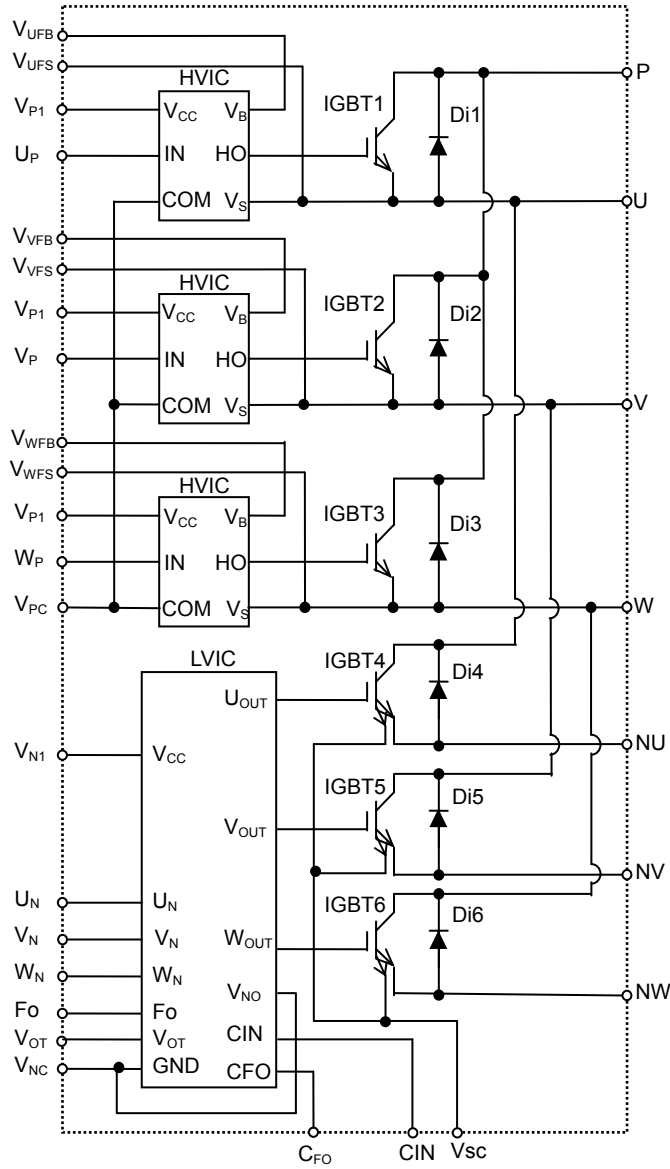 VUFB
VUFS
HVIC
P
VP1
VCC
VB
IGBT1
Di1
UP
IN
HO
COM
VS
U
VVFB
VVFS
HVIC
VP1
VCC
VB
IGBT2
Di2
VP
IN
HO
COM
VS
V
VWFB
VWFS
HVIC
VP1
VCC
VB
IGBT3
Di3
WP
IN
HO
VPC
COM
VS
W
LVIC
IGBT4
UOUT
Di4
VN1
VCC
NU
IGBT5
VOUT
Di5
NV
UN
UN
IGBT6
Di6
VN
VN
WOUT
WN
WN
VNO
NW
Fo
Fo
VOT
VOT
CIN
VNC
GND
CFO
CFO
CIN
Vsc